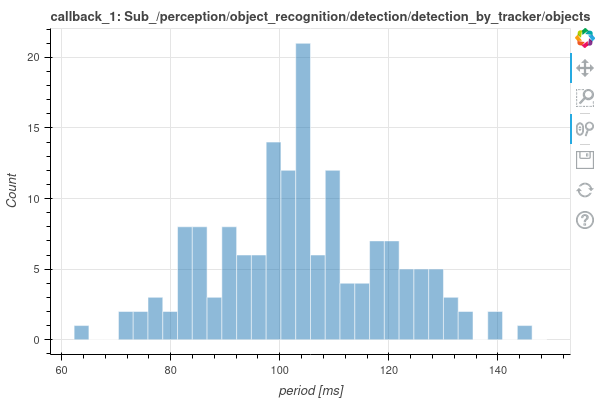 callback_1: Sub_/perception/object_recognition/detection/detection_by_tracker/objects
20
15
10
5
0
Count
60 80 100 120 140
period [ms]